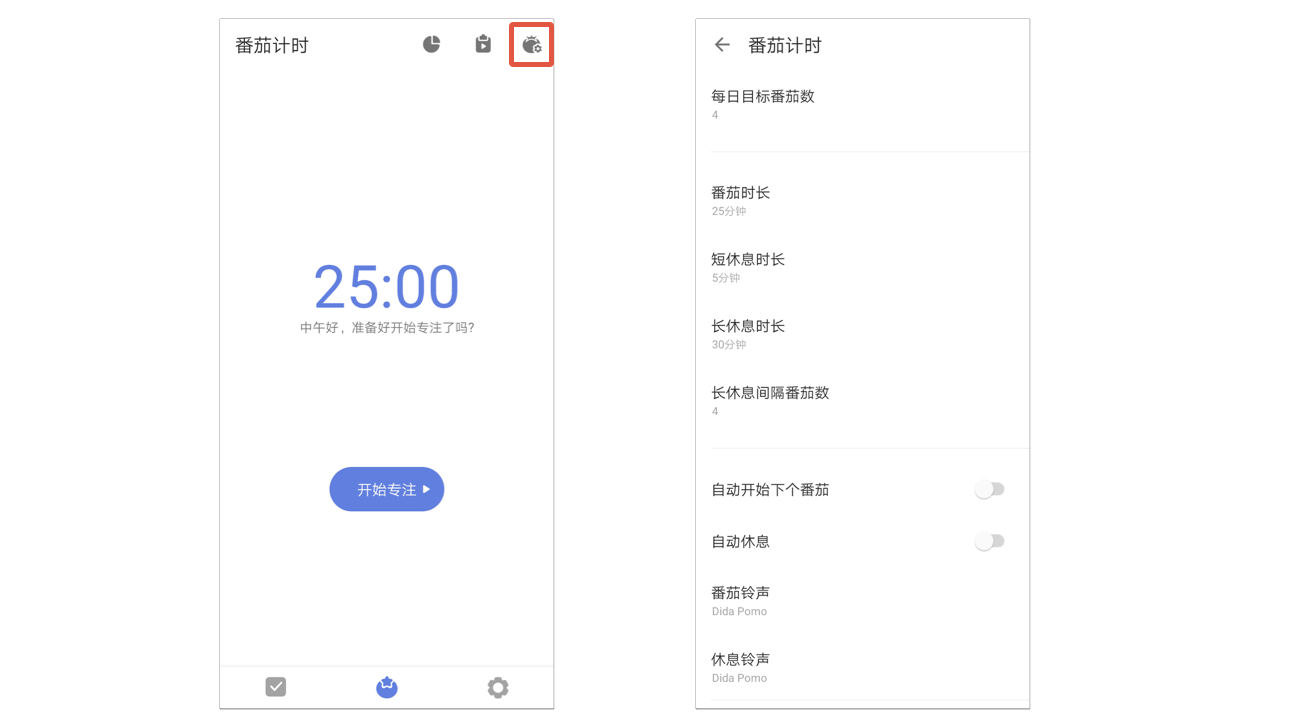 番茄计时
25:00
中午好，准备好开始专注了吗?
开始专注
番茄计时
每日目标番茄数
4
番茄时长
25分钟
短休息时长
5分钟
长休息时长
30分钟
长休息间隔番茄数
4
自动开始下个番茄
自动休息
番茄铃声
Dida Pomo
休息铃声
Dida Pomo